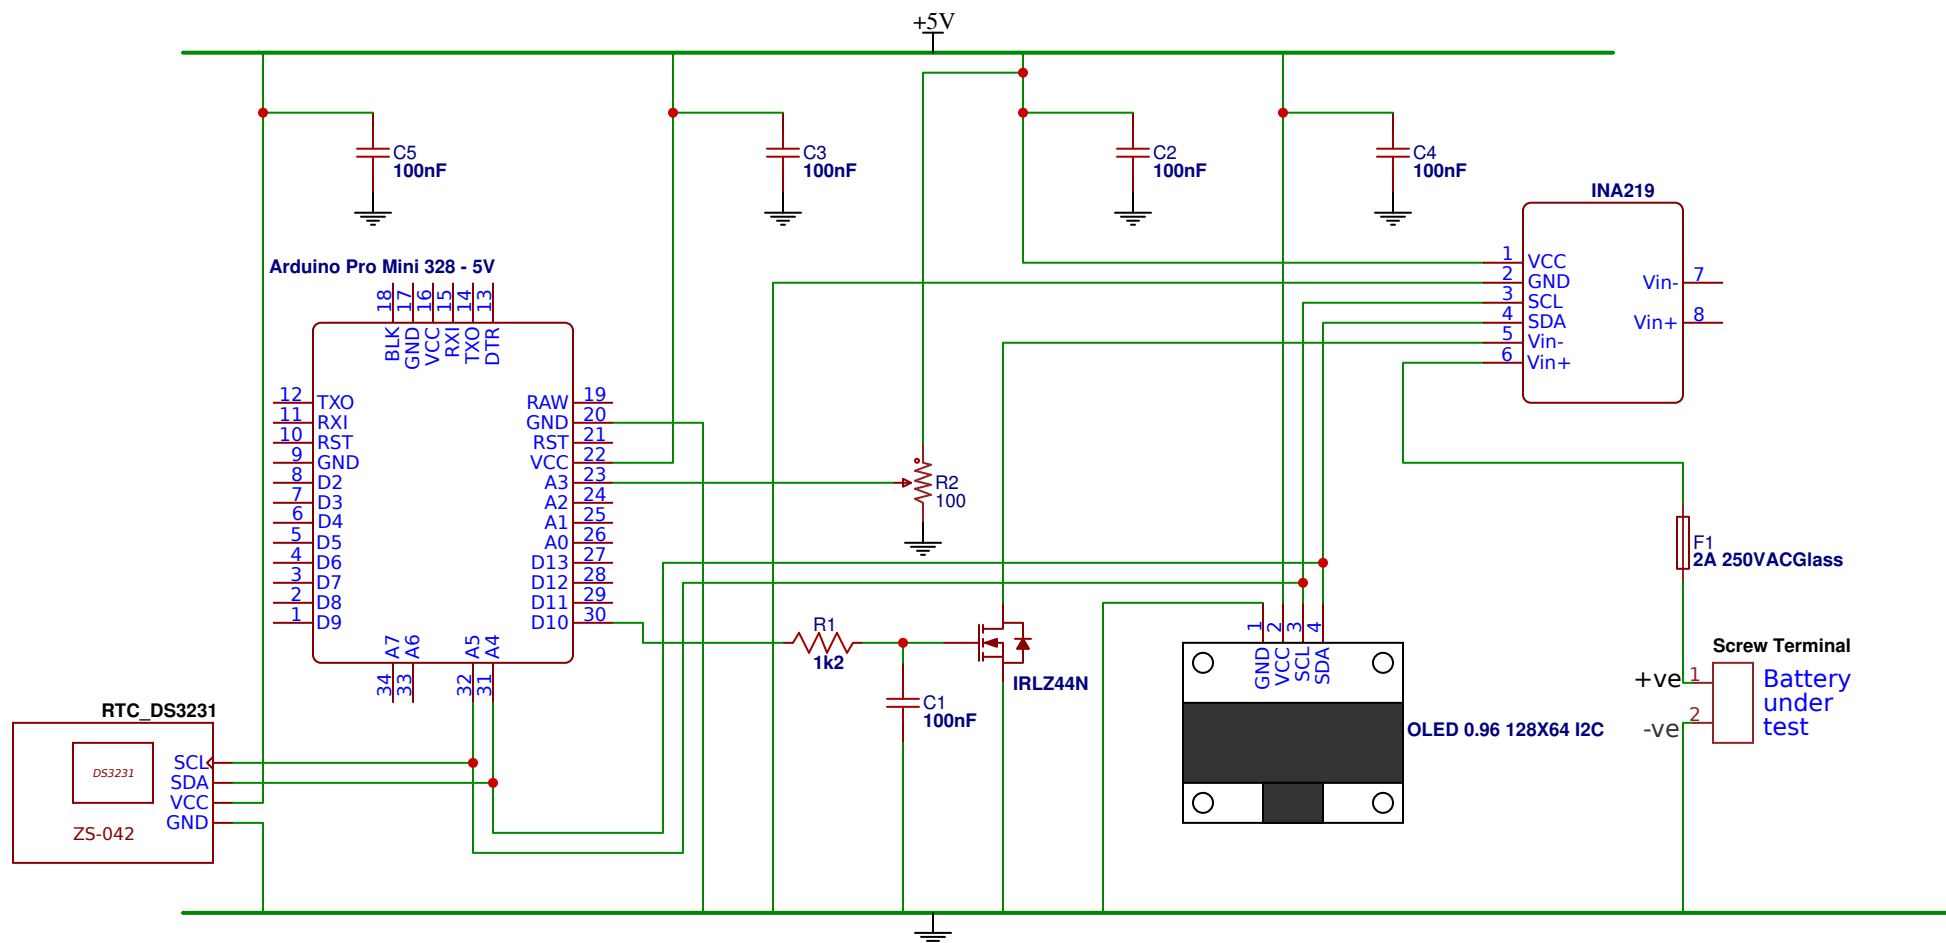 +5V
C5
100nF
C3
100nF
C2
100nF
C4
100nF
INA219
1 VCC
2 GND
3 SCL
4 SDA
5 Vin-
6 Vin+
Vin- 7
Vin+ 8
Arduino Pro Mini 328 - 5V
18 17 16 15 14 13
BLK GND VCC RXI TXO DTR
12 TXO
11 RXI
10 RST
9 GND
8 D2
7 D3
6 D4
5 D5
4 D6
3 D7
2 D8
1 D9
RAW 19
GND 20
RST 21
VCC 22
A3 23
A2 24
A1 25
A0 26
D13 27
D12 28
D11 29
D10 30
A7 A6 A5 A4
34 33 32 31
R2
100
F1
2A 250VACGlass
R1
1k2
IRLZ44N
C1
100nF
1 2 3 4
GND VCC SCL SDA
OLED 0.96 128X64 I2C
Screw Terminal
+ve 1
-ve 2
Battery
under
test
RTC_DS3231
DS3231
ZS-042
SCL
SDA
VCC
GND